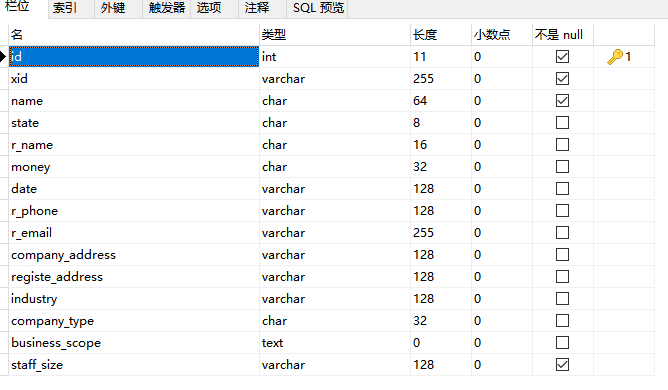 栏位 索引 外键 触发器 选项 注释 SQL 预览
名 类型 长度 小数点 不是 null
id int 11 0 1
xid varchar 255 0
name char 64 0
state char 8 0
r_name char 16 0
money char 32 0
date varchar 128 0
r_phone varchar 128 0
r_email varchar 255 0
company_address varchar 128 0
registe_address varchar 128 0
industry varchar 128 0
company_type char 32 0
business_scope text 0 0
staff_size varchar 128 0